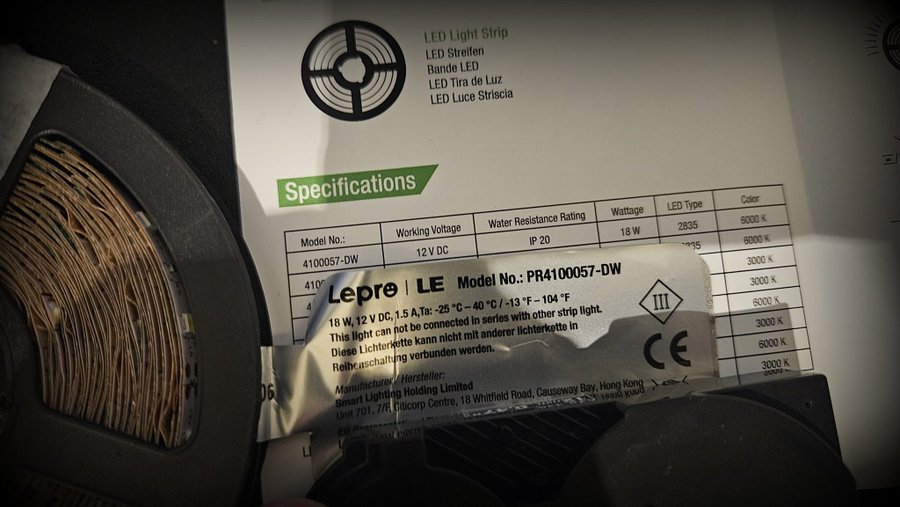 LED Light Strip
LED Streifen
Bande LED
LED Tira de Luz
LED Luce Striscia
Specifications
Model No.: Working Voltage Water Resistance Rating Wattage LED Type Color
4100057-DW 12 V DC IP 20 18 W 2835 6000 K
6000 K
3000 K
3000 K
6000 K
3000 K
6000 K
3000 K
Lepro | LE Model No.: PR4100057-DW
18 W, 12 V DC, 1.5 A,Ta: -25 °C – 40 °C / -13 °F – 104 °F
This light can not be connected in series with other strip light.
Diese Lichterkette kann nicht mit anderer lichterkette in
Reihenschaltung verbunden werden.
III
CE
Manufacturer / Hersteller:
Smart Lighting Holding Limited
Unit 701, 7/F, Citicorp Centre, 18 Whitfield Road, Causeway Bay, Hong Kong